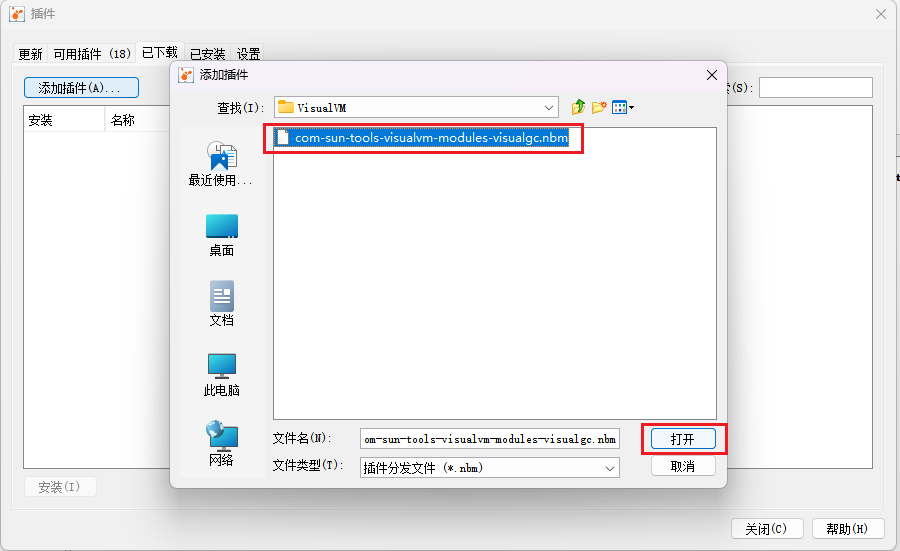 插件
更新 可用插件 (18) 已下载 已安装 设置
添加插件(A)...
(S):
安装 名称
添加插件
查找(I): VisualVM
com-sun-tools-visualvm-modules-visualgc.nbm
最近使用...
桌面
文档
此电脑
网络
文件名(N): om-sun-tools-visualvm-modules-visualgc.nbm 打开
文件类型(T): 插件分发文件 (*.nbm) 取消
安装(I)
关闭(C) 帮助(H)